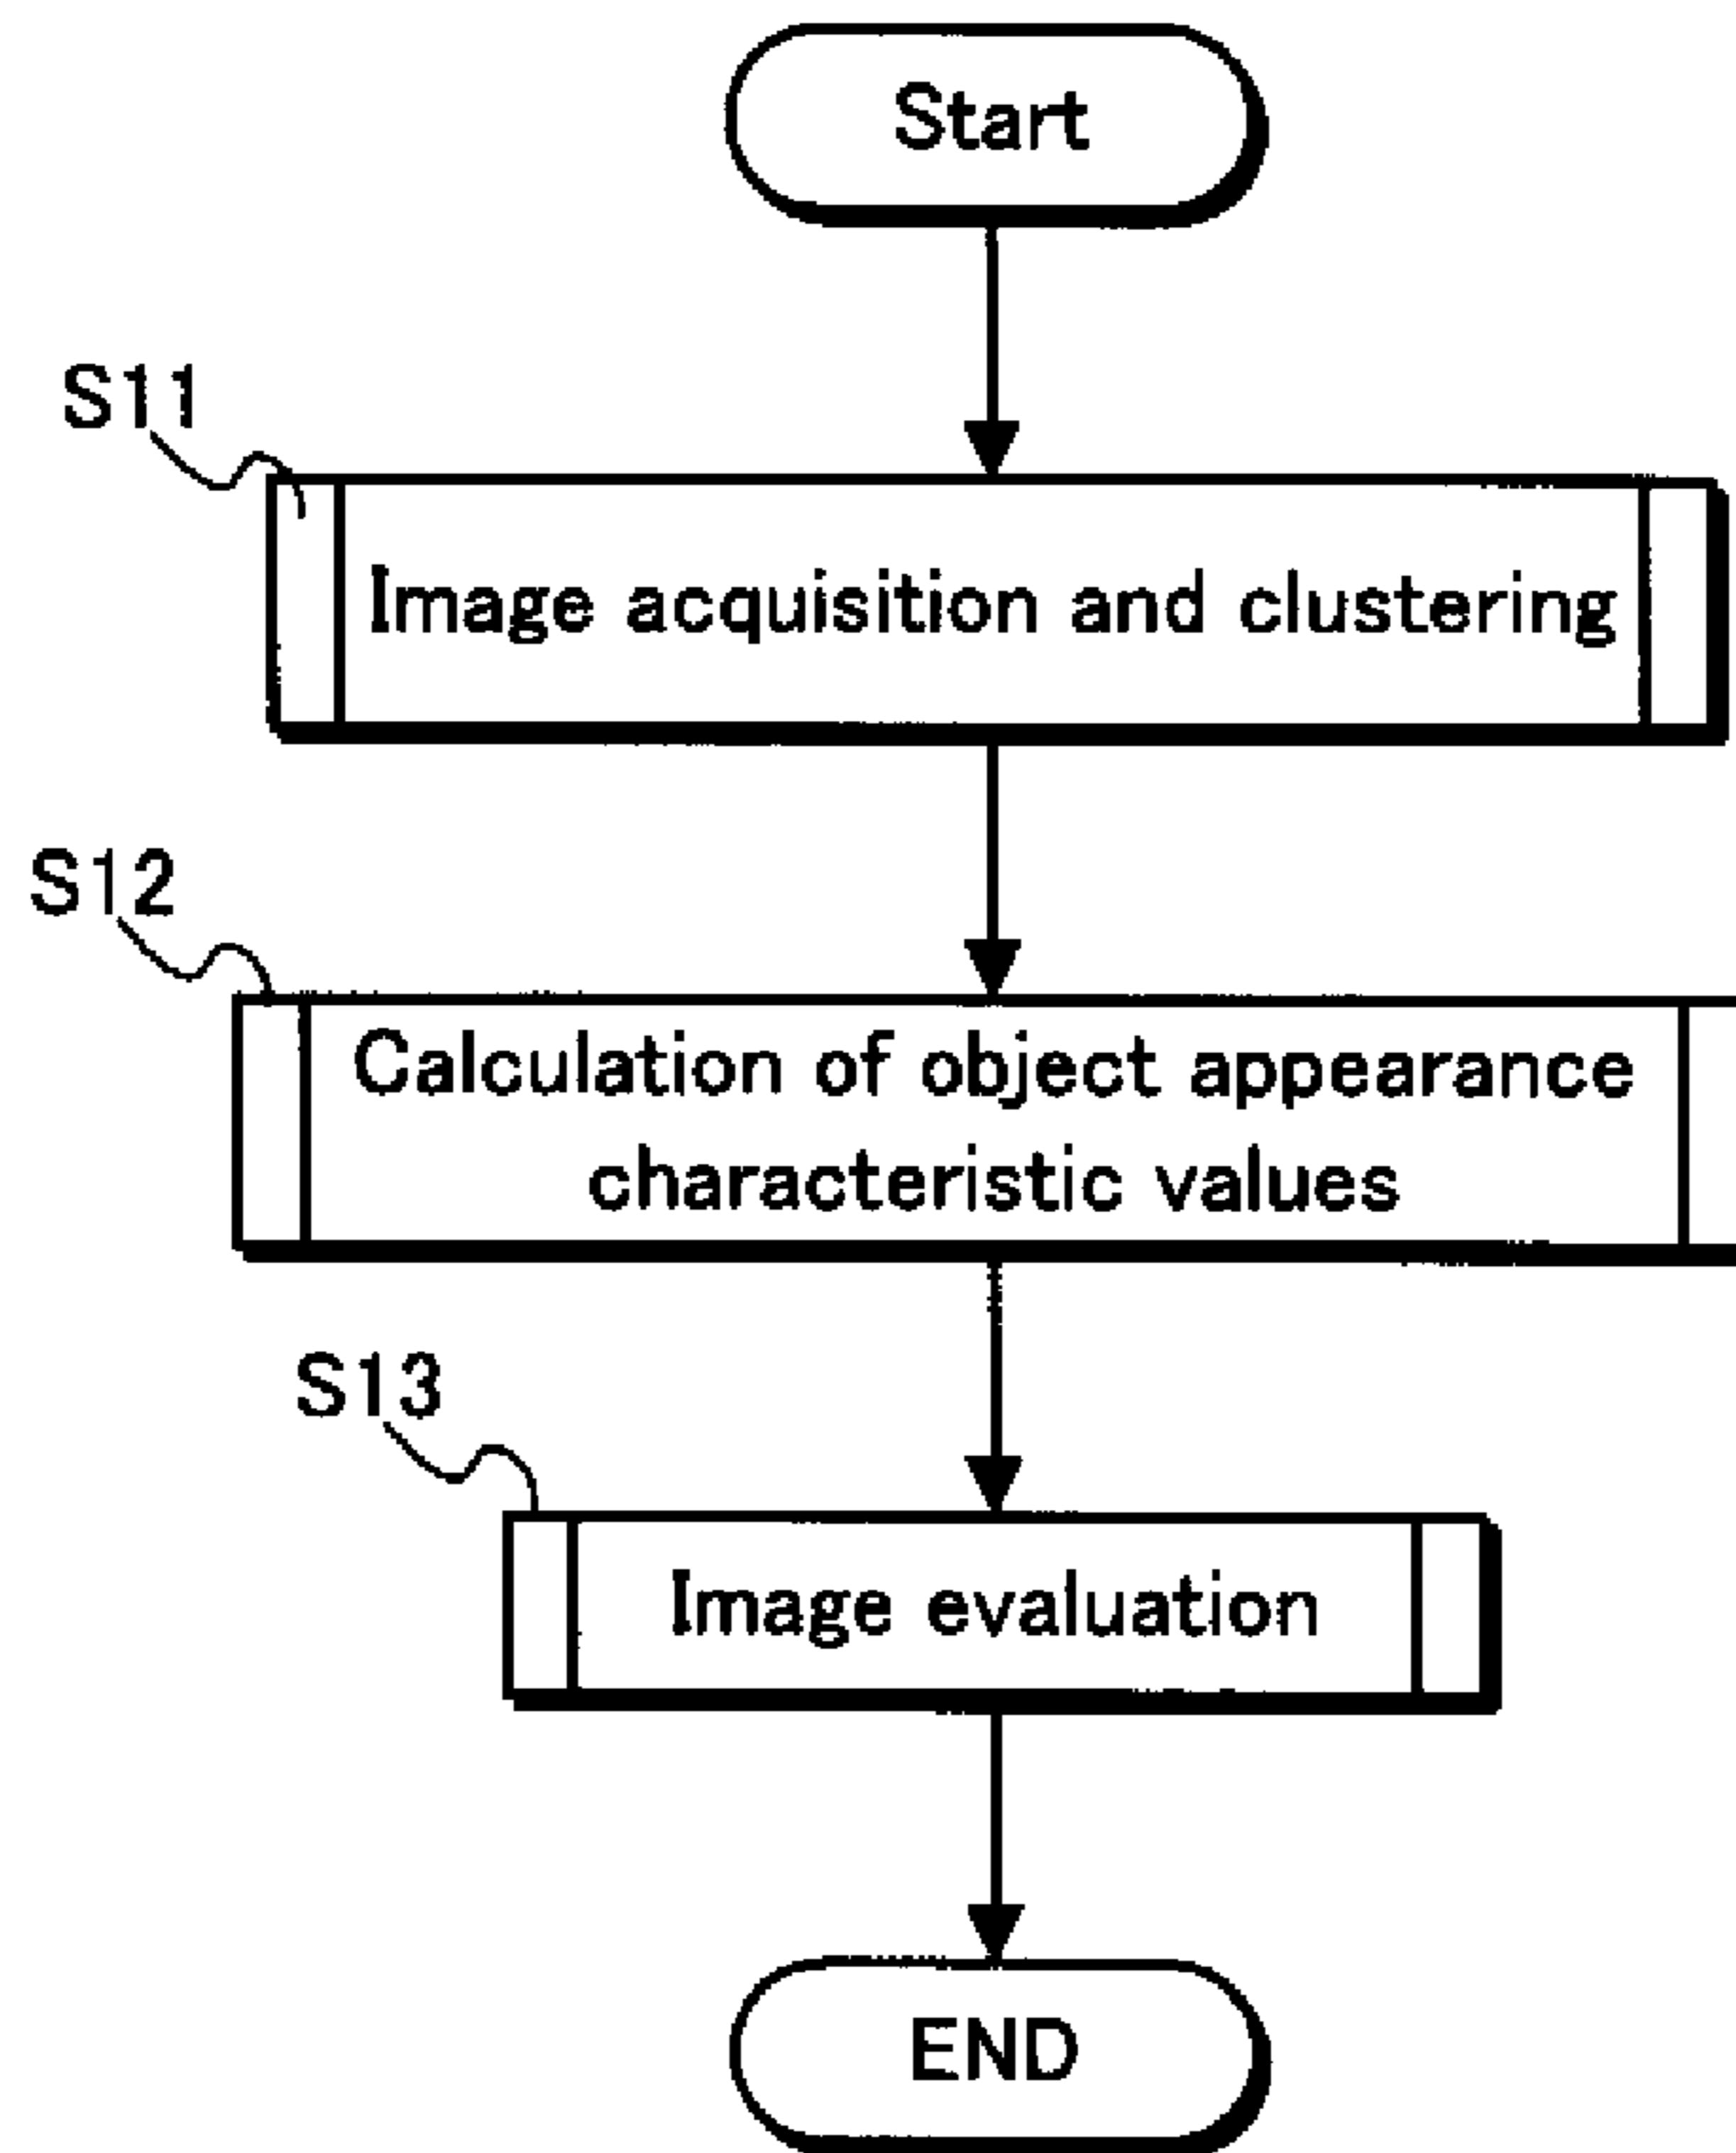 Start
S11
Image acquisition and clustering
S12
Calculation of object appearance
characteristic values
S13
Image evaluation
END